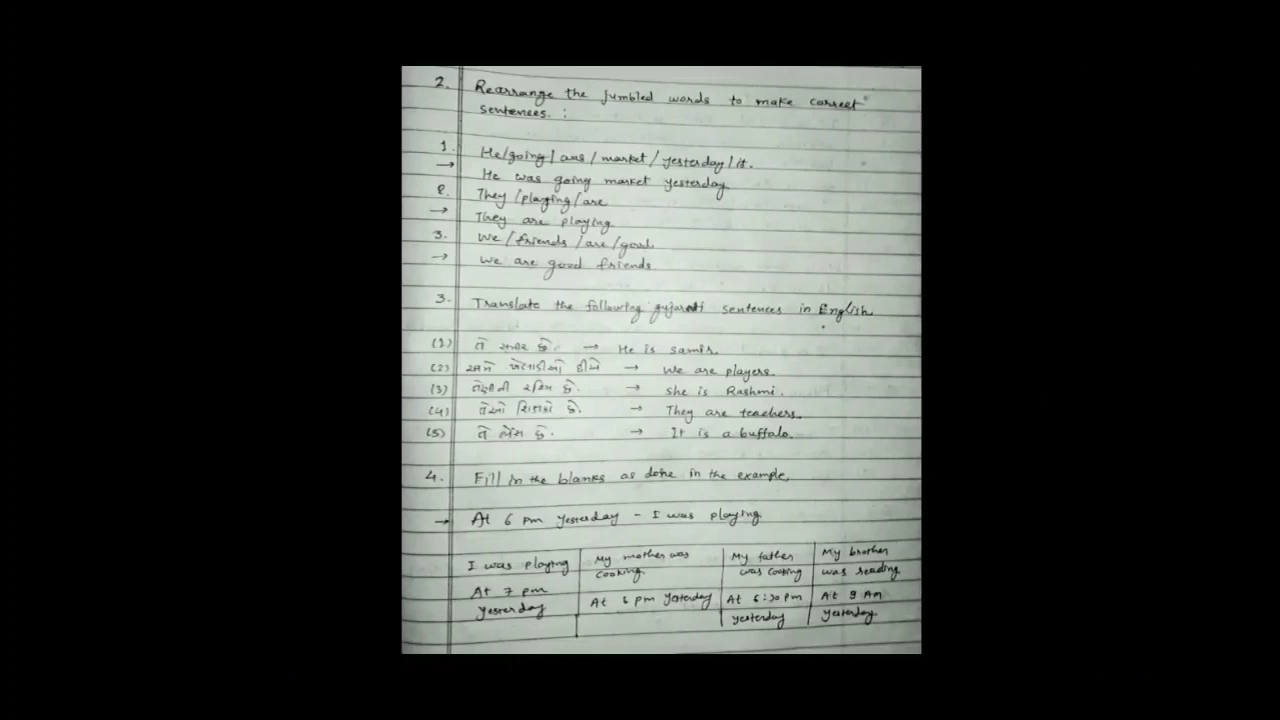 2. Rearrange the jumbled words to make correct
sentences. :
1. He/going/was/market/yesterday/it.
→ He was going market yesterday
2. They/playing/are
→ They are playing.
3. We/friends/are/good.
→ We are good friends
3. Translate the following gujarati sentences in English
(1) તે સમીર છે. → He is samir.
(2) અમે ખેલાડીઓ છીએ → We are players.
(3) તેણીની રશ્મિ છે. → she is Rashmi.
(4) તેઓ શિક્ષકો છે. → They are teachers.
(5) તે ભેંસ છે. → It is a buffalo.
4. Fill in the blanks as done in the example.
→ At 6 pm yesterday - I was playing
I was playing My mother was My father My brother
cooking. was cooking was reading
At 7 pm At 6 pm yesterday At 6:30 pm At 9 Am
yesterday yesterday yesterday